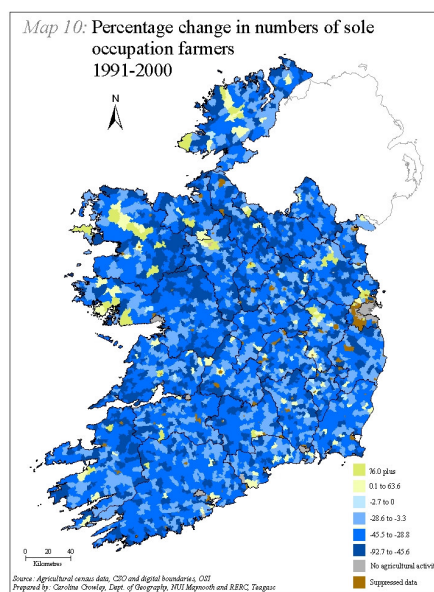 Map 10: Percentage change in numbers of sole
occupation farmers
1991-2000
N
76.0 plus
0.1 to 63.6
-2.7 to 0
-28.6 to -3.3
-45.5 to -28.8
-92.7 to -45.6
No agricultural activit
Suppressed data
0 20 40
Kilometres
Source: Agricultural census data, CSO and digital boundaries, OSI
Prepared by: Caroline Crowley, Dept. of Geography, NUI Maynooth and RERC, Teagasc